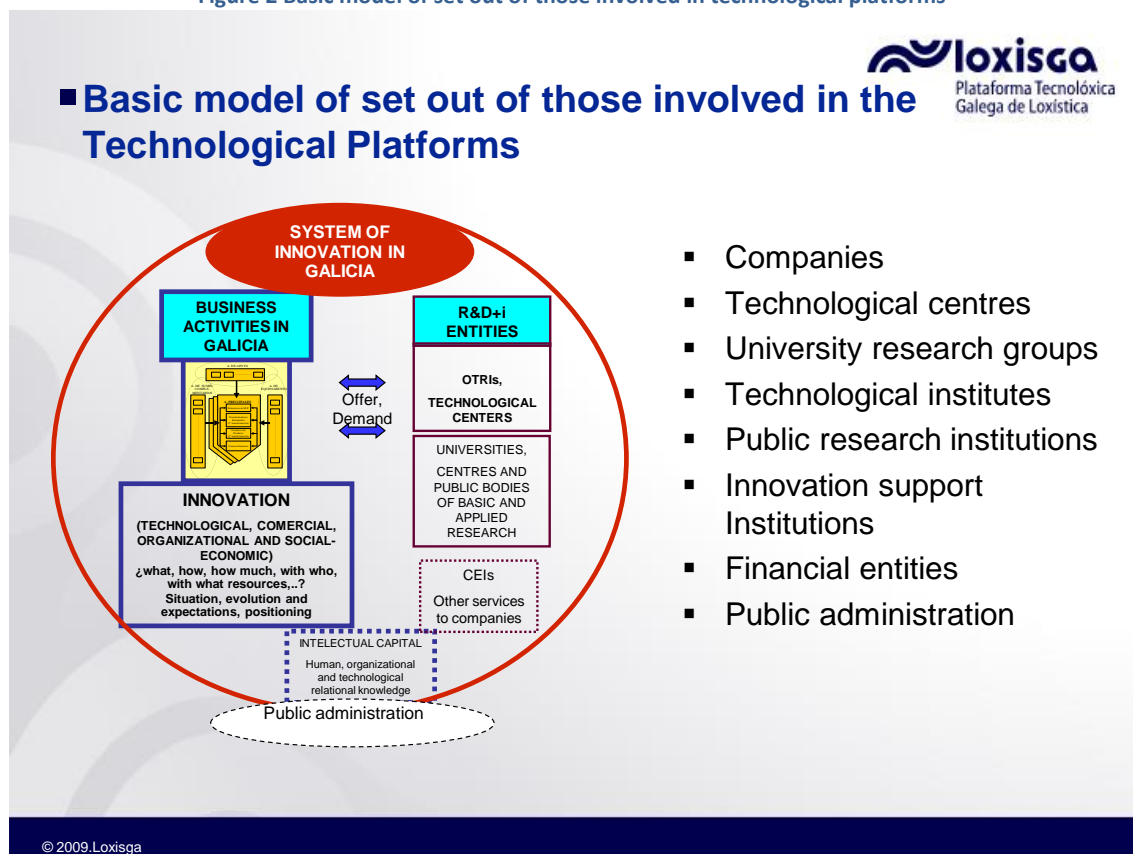 Figure 2 Basic model of set out of those involved in technological platforms
loxisga
Plataforma Tecnolóxica
Galega de Loxística
Basic model of set out of those involved in the
Technological Platforms
SYSTEM OF
INNOVATION IN
GALICIA
BUSINESS
ACTIVITIES IN
GALICIA
R&D+i
ENTITIES
OTRIs,
TECHNOLOGICAL
CENTERS
Offer,
Demand
UNIVERSITIES,
CENTRES AND
PUBLIC BODIES
OF BASIC AND
APPLIED
RESEARCH
INNOVATION
(TECHNOLOGICAL, COMERCIAL,
ORGANIZATIONAL AND SOCIAL-
ECONOMIC)
¿what, how, how much, with who,
with what resources,..?
Situation, evolution and
expectations, positioning
CEIs
Other services
to companies
INTELECTUAL CAPITAL
Human, organizational
and technological
relational knowledge
Public administration
Companies
Technological centres
University research groups
Technological institutes
Public research institutions
Innovation support
Institutions
Financial entities
Public administration
© 2009.Loxisga